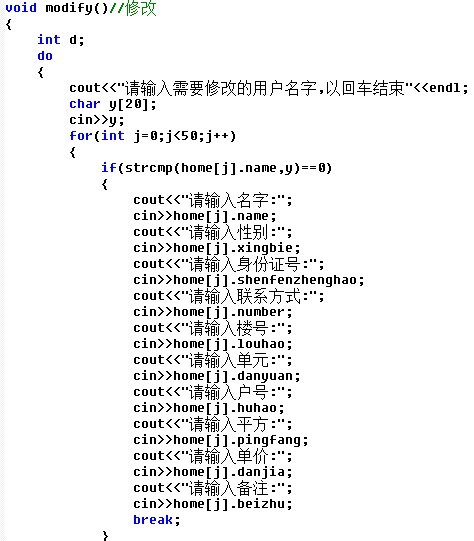 void modify()//修改
{
int d;
do
{
cout<<"请输入需要修改的用户名字,以回车结束"<<endl;
char y[20];
cin>>y;
for(int j=0;j<50;j++)
{
if(strcmp(home[j].name,y)==0)
{
cout<<"请输入名字:";
cin>>home[j].name;
cout<<"请输入性别:";
cin>>home[j].xingbie;
cout<<"请输入身份证号:";
cin>>home[j].shenfenzhenghao;
cout<<"请输入联系方式:";
cin>>home[j].number;
cout<<"请输入楼号:";
cin>>home[j].louhao;
cout<<"请输入单元:";
cin>>home[j].danyuan;
cout<<"请输入户号:";
cin>>home[j].huhao;
cout<<"请输入平方:";
cin>>home[j].pingfang;
cout<<"请输入单价:";
cin>>home[j].danjia;
cout<<"请输入备注:";
cin>>home[j].beizhu;
break;
}